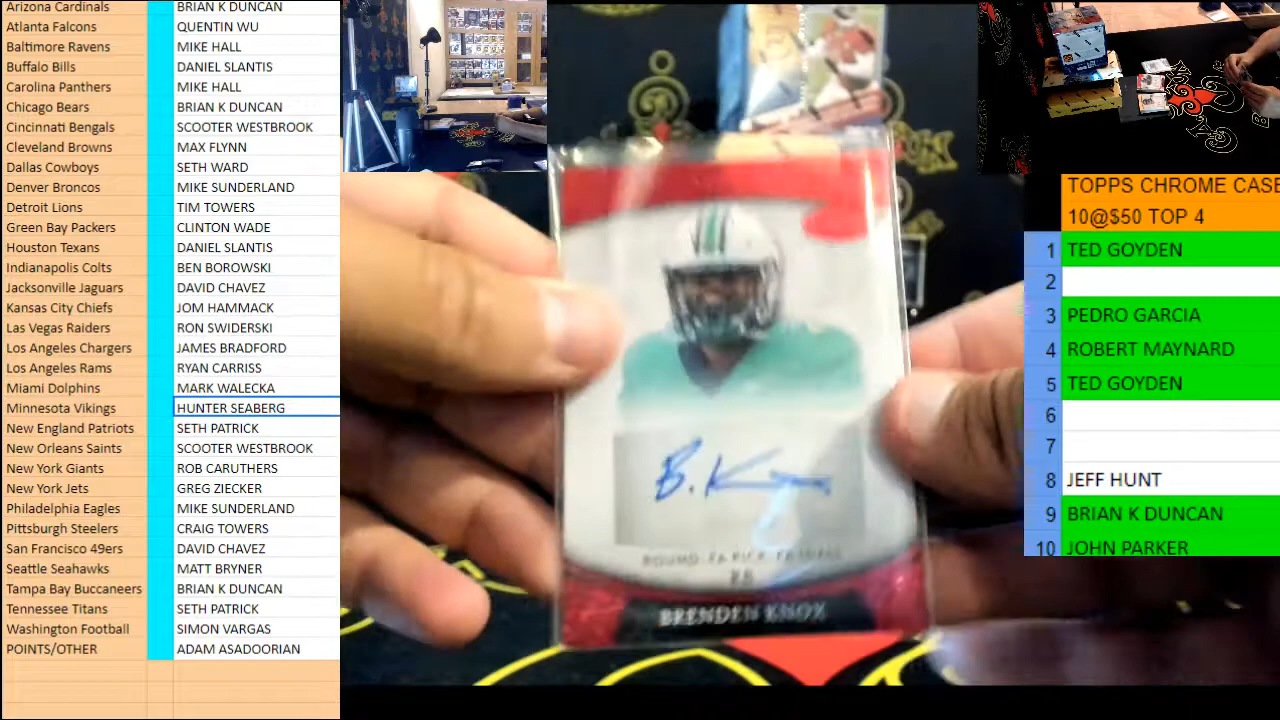 Arizona Cardinals BRIAN K DUNCAN
Atlanta Falcons QUENTIN WU
Baltimore Ravens MIKE HALL
Buffalo Bills DANIEL SLANTIS
Carolina Panthers MIKE HALL
Chicago Bears BRIAN K DUNCAN
Cincinnati Bengals SCOOTER WESTBROOK
Cleveland Browns MAX FLYNN
Dallas Cowboys SETH WARD
Denver Broncos MIKE SUNDERLAND
Detroit Lions TIM TOWERS
Green Bay Packers CLINTON WADE
Houston Texans DANIEL SLANTIS
Indianapolis Colts BEN BOROWSKI
Jacksonville Jaguars DAVID CHAVEZ
Kansas City Chiefs JOM HAMMACK
Las Vegas Raiders RON SWIDERSKI
Los Angeles Chargers JAMES BRADFORD
Los Angeles Rams RYAN CARRISS
Miami Dolphins MARK WALECKA
Minnesota Vikings HUNTER SEABERG
New England Patriots SETH PATRICK
New Orleans Saints SCOOTER WESTBROOK
New York Giants ROB CARUTHERS
New York Jets GREG ZIECKER
Philadelphia Eagles MIKE SUNDERLAND
Pittsburgh Steelers CRAIG TOWERS
San Francisco 49ers DAVID CHAVEZ
Seattle Seahawks MATT BRYNER
Tampa Bay Buccaneers BRIAN K DUNCAN
Tennessee Titans SETH PATRICK
Washington Football SIMON VARGAS
POINTS/OTHER ADAM ASADOORIAN
BRENDEN KNOX
TOPPS CHROME CASE
10@$50 TOP 4
1 TED GOYDEN
2
3 PEDRO GARCIA
4 ROBERT MAYNARD
5 TED GOYDEN
6
7
8 JEFF HUNT
9 BRIAN K DUNCAN
10 JOHN PARKER